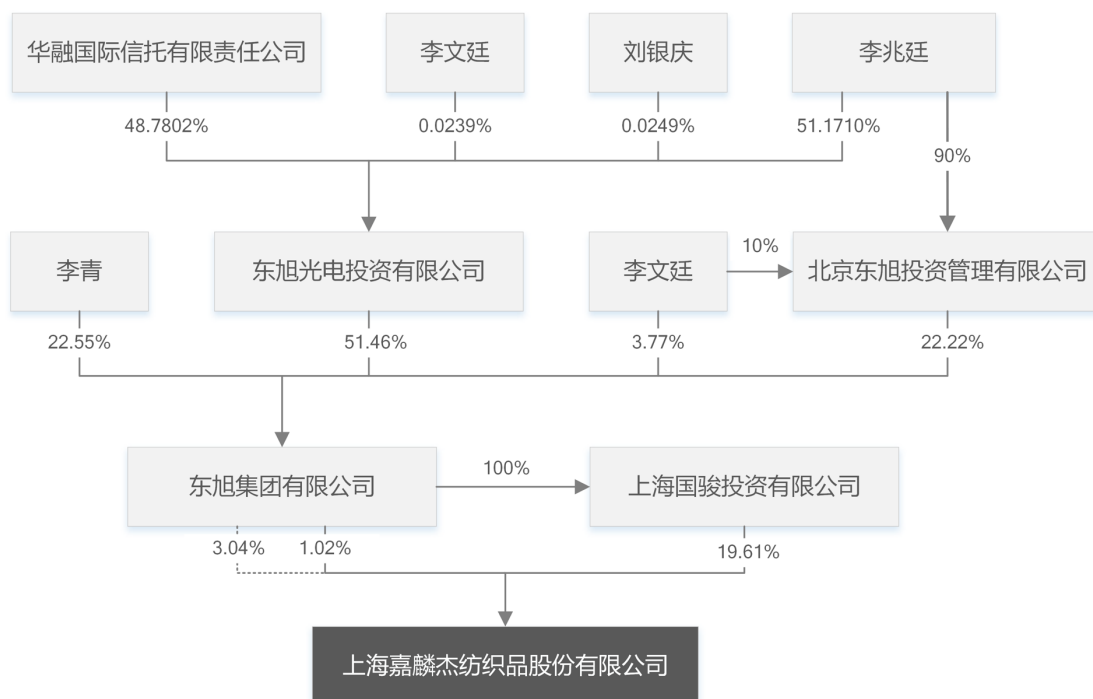 华融国际信托有限责任公司
李文廷
刘银庆
李兆廷
48.7802%
0.0239%
0.0249%
51.1710%
90%
李青
东旭光电投资有限公司
李文廷
10%
北京东旭投资管理有限公司
22.55%
51.46%
3.77%
22.22%
东旭集团有限公司
100%
上海国骏投资有限公司
3.04%
1.02%
19.61%
上海嘉麟杰纺织品股份有限公司